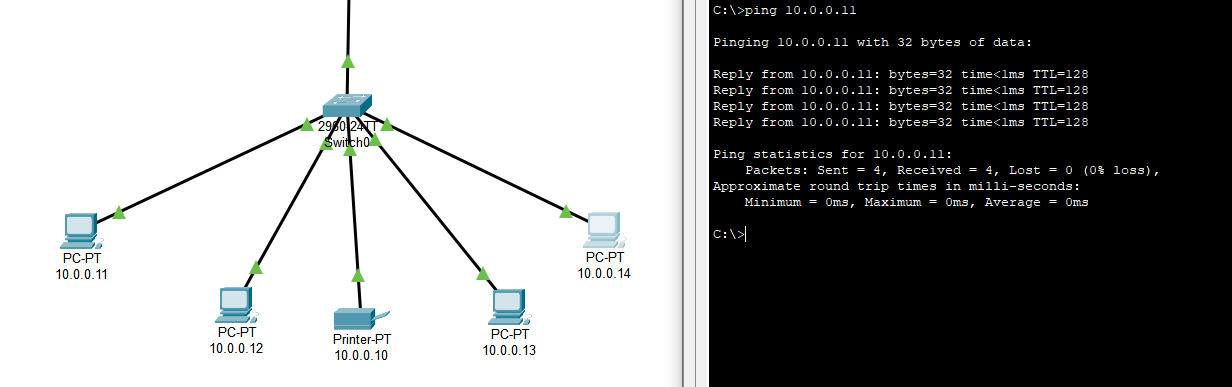 2960-24TT
Switch0
PC-PT
10.0.0.11
PC-PT
10.0.0.12
Printer-PT
10.0.0.10
PC-PT
10.0.0.13
PC-PT
10.0.0.14
C:\>ping 10.0.0.11
Pinging 10.0.0.11 with 32 bytes of data:
Reply from 10.0.0.11: bytes=32 time<1ms TTL=128
Reply from 10.0.0.11: bytes=32 time<1ms TTL=128
Reply from 10.0.0.11: bytes=32 time<1ms TTL=128
Reply from 10.0.0.11: bytes=32 time<1ms TTL=128
Ping statistics for 10.0.0.11:
Packets: Sent = 4, Received = 4, Lost = 0 (0% loss),
Approximate round trip times in milli-seconds:
Minimum = 0ms, Maximum = 0ms, Average = 0ms
C:\>